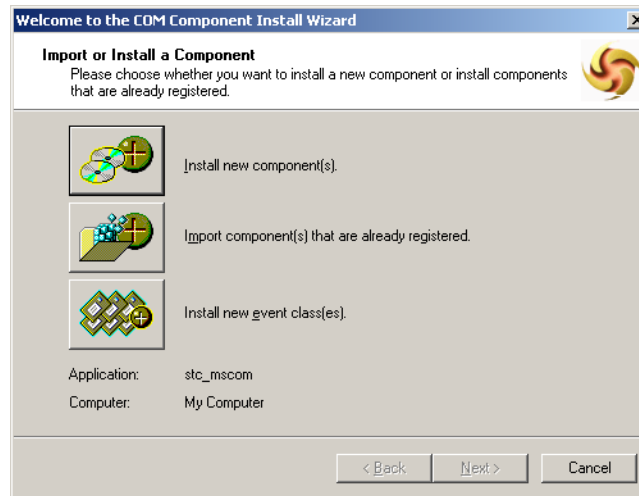 Welcome to the COM Component Install Wizard
Import or Install a Component
Please choose whether you want to install a new component or install components
that are already registered.
Install new component(s).
Import component(s) that are already registered.
Install new event class(es).
Application: stc_mscom
Computer: My Computer
< Back Next > Cancel